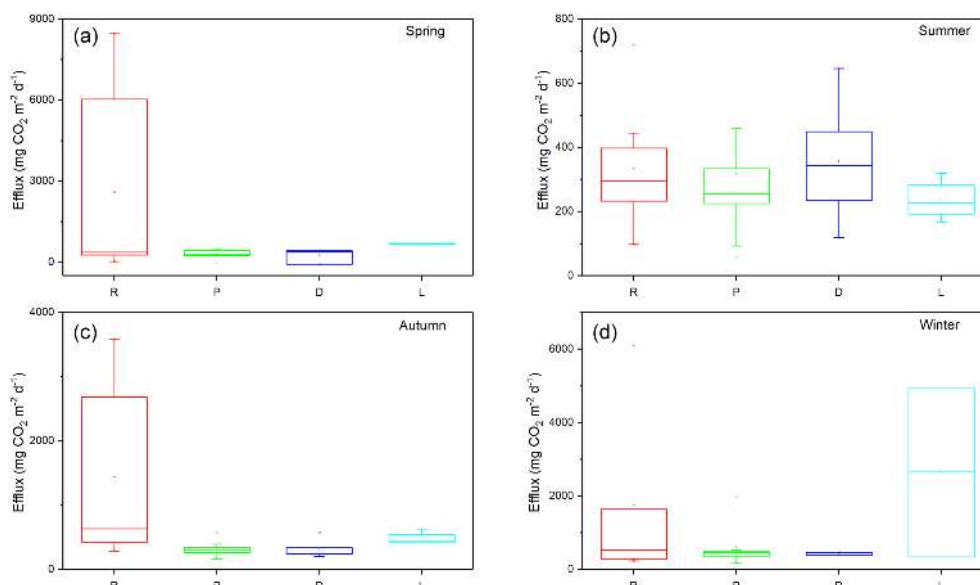 (a)
Spring
9000
6000
3000
0
Efflux (mg CO₂ m⁻² d⁻¹)
R P D L
(b)
Summer
800
600
400
200
0
Efflux (mg CO₂ m⁻² d⁻¹)
R P D L
(c)
Autumn
4000
2000
0
Efflux (mg CO₂ m⁻² d⁻¹)
(d)
Winter
6000
4000
2000
0
Efflux (mg CO₂ m⁻² d⁻¹)